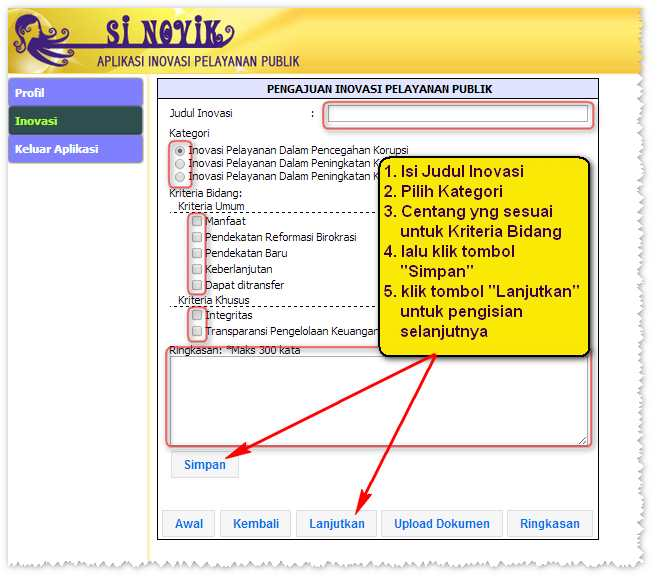 SI NOVIK
APLIKASI INOVASI PELAYANAN PUBLIK
Profil
Inovasi
Keluar Aplikasi
PENGAJUAN INOVASI PELAYANAN PUBLIK
Judul Inovasi :
Kategori
Inovasi Pelayanan Dalam Pencegahan Korupsi
Inovasi Pelayanan Dalam Peningkatan
Inovasi Pelayanan Dalam Peningkatan
Kriteria Bidang:
Kriteria Umum
Manfaat
Pendekatan Reformasi Birokrasi
Pendekatan Baru
Keberlanjutan
Dapat ditransfer
Kriteria Khusus
Integritas
Transparansi Pengelolaan Keuangan
1. Isi Judul Inovasi
2. Pilih Kategori
3. Centang yng sesuai
untuk Kriteria Bidang
4. lalu klik tombol
"Simpan"
5. klik tombol "Lanjutkan"
untuk pengisian
selanjutnya
Ringkasan: *Maks 300 kata
Simpan
Awal Kembali Lanjutkan Upload Dokumen Ringkasan